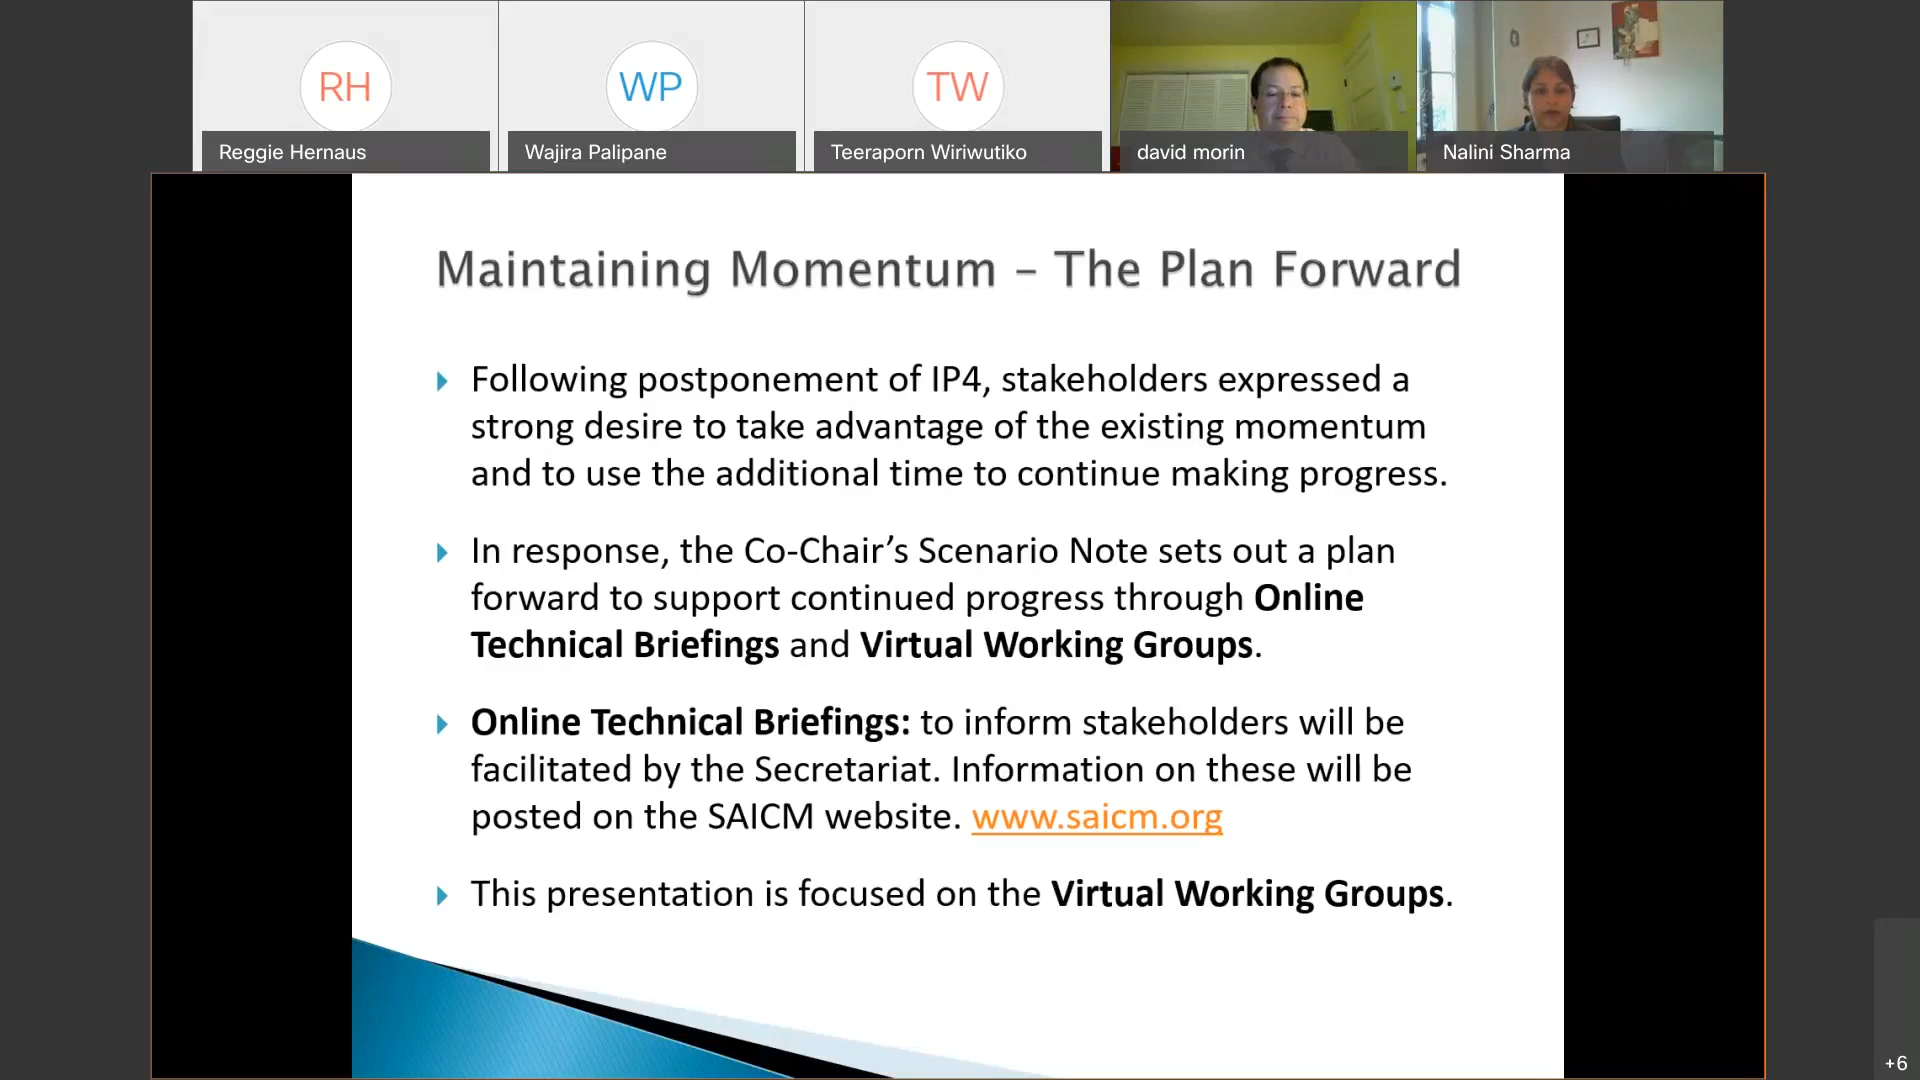 RH
WP
TW
Reggie Hernaus
Wajira Palipane
Teeraporn Wiriwutiko
david morin
Nalini Sharma
Maintaining Momentum – The Plan Forward
Following postponement of IP4, stakeholders expressed a
strong desire to take advantage of the existing momentum
and to use the additional time to continue making progress.
In response, the Co-Chair’s Scenario Note sets out a plan
forward to support continued progress through Online
Technical Briefings and Virtual Working Groups.
Online Technical Briefings: to inform stakeholders will be
facilitated by the Secretariat. Information on these will be
posted on the SAICM website. www.saicm.org
This presentation is focused on the Virtual Working Groups.
+6